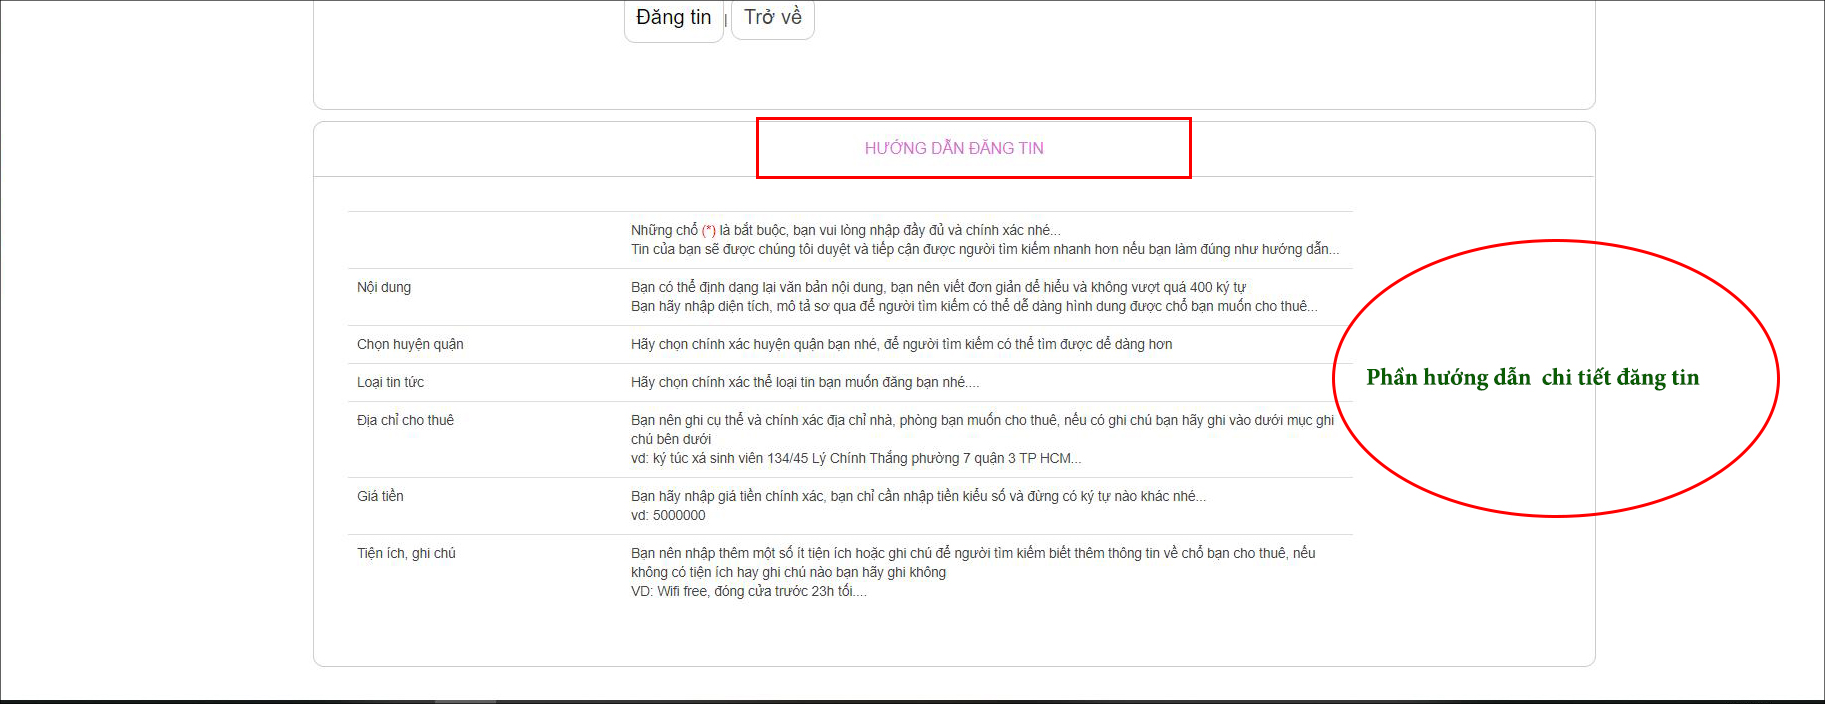 Đăng tin | Trở về
HƯỚNG DẪN ĐĂNG TIN
Những chổ (*) là bắt buộc, bạn vui lòng nhập đầy đủ và chính xác nhé...
Tin của bạn sẽ được chúng tôi duyệt và tiếp cận được người tìm kiếm nhanh hơn nếu bạn làm đúng như hướng dẫn...
Nội dung
Bạn có thể định dạng lại văn bản nội dung, bạn nên viết đơn giản dể hiểu và không vượt quá 400 ký tự
Bạn hãy nhập diện tích, mô tả sơ qua để người tìm kiếm có thể dễ dàng hình dung được chổ bạn muốn cho thuê...
Chọn huyện quận
Hãy chọn chính xác huyện quận bạn nhé, để người tìm kiếm có thể tìm được dể dàng hơn
Loại tin tức
Hãy chọn chính xác thể loại tin bạn muốn đăng bạn nhé....
Phần hướng dẫn chi tiết đăng tin
Địa chỉ cho thuê
Bạn nên ghi cụ thể và chính xác địa chỉ nhà, phòng bạn muốn cho thuê, nếu có ghi chú bạn hãy ghi vào dưới mục ghi
chú bên dưới
vd: ký túc xá sinh viên 134/45 Lý Chính Thắng phường 7 quận 3 TP HCM...
Giá tiền
Bạn hãy nhập giá tiền chính xác, bạn chỉ cần nhập tiền kiểu số và đừng có ký tự nào khác nhé...
vd: 5000000
Tiện ích, ghi chú
Bạn nên nhập thêm một số ít tiện ích hoặc ghi chú để người tìm kiếm biết thêm thông tin về chổ bạn cho thuê, nếu
không có tiện ích hay ghi chú nào bạn hãy ghi không
VD: Wifi free, đóng cửa trước 23h tối....